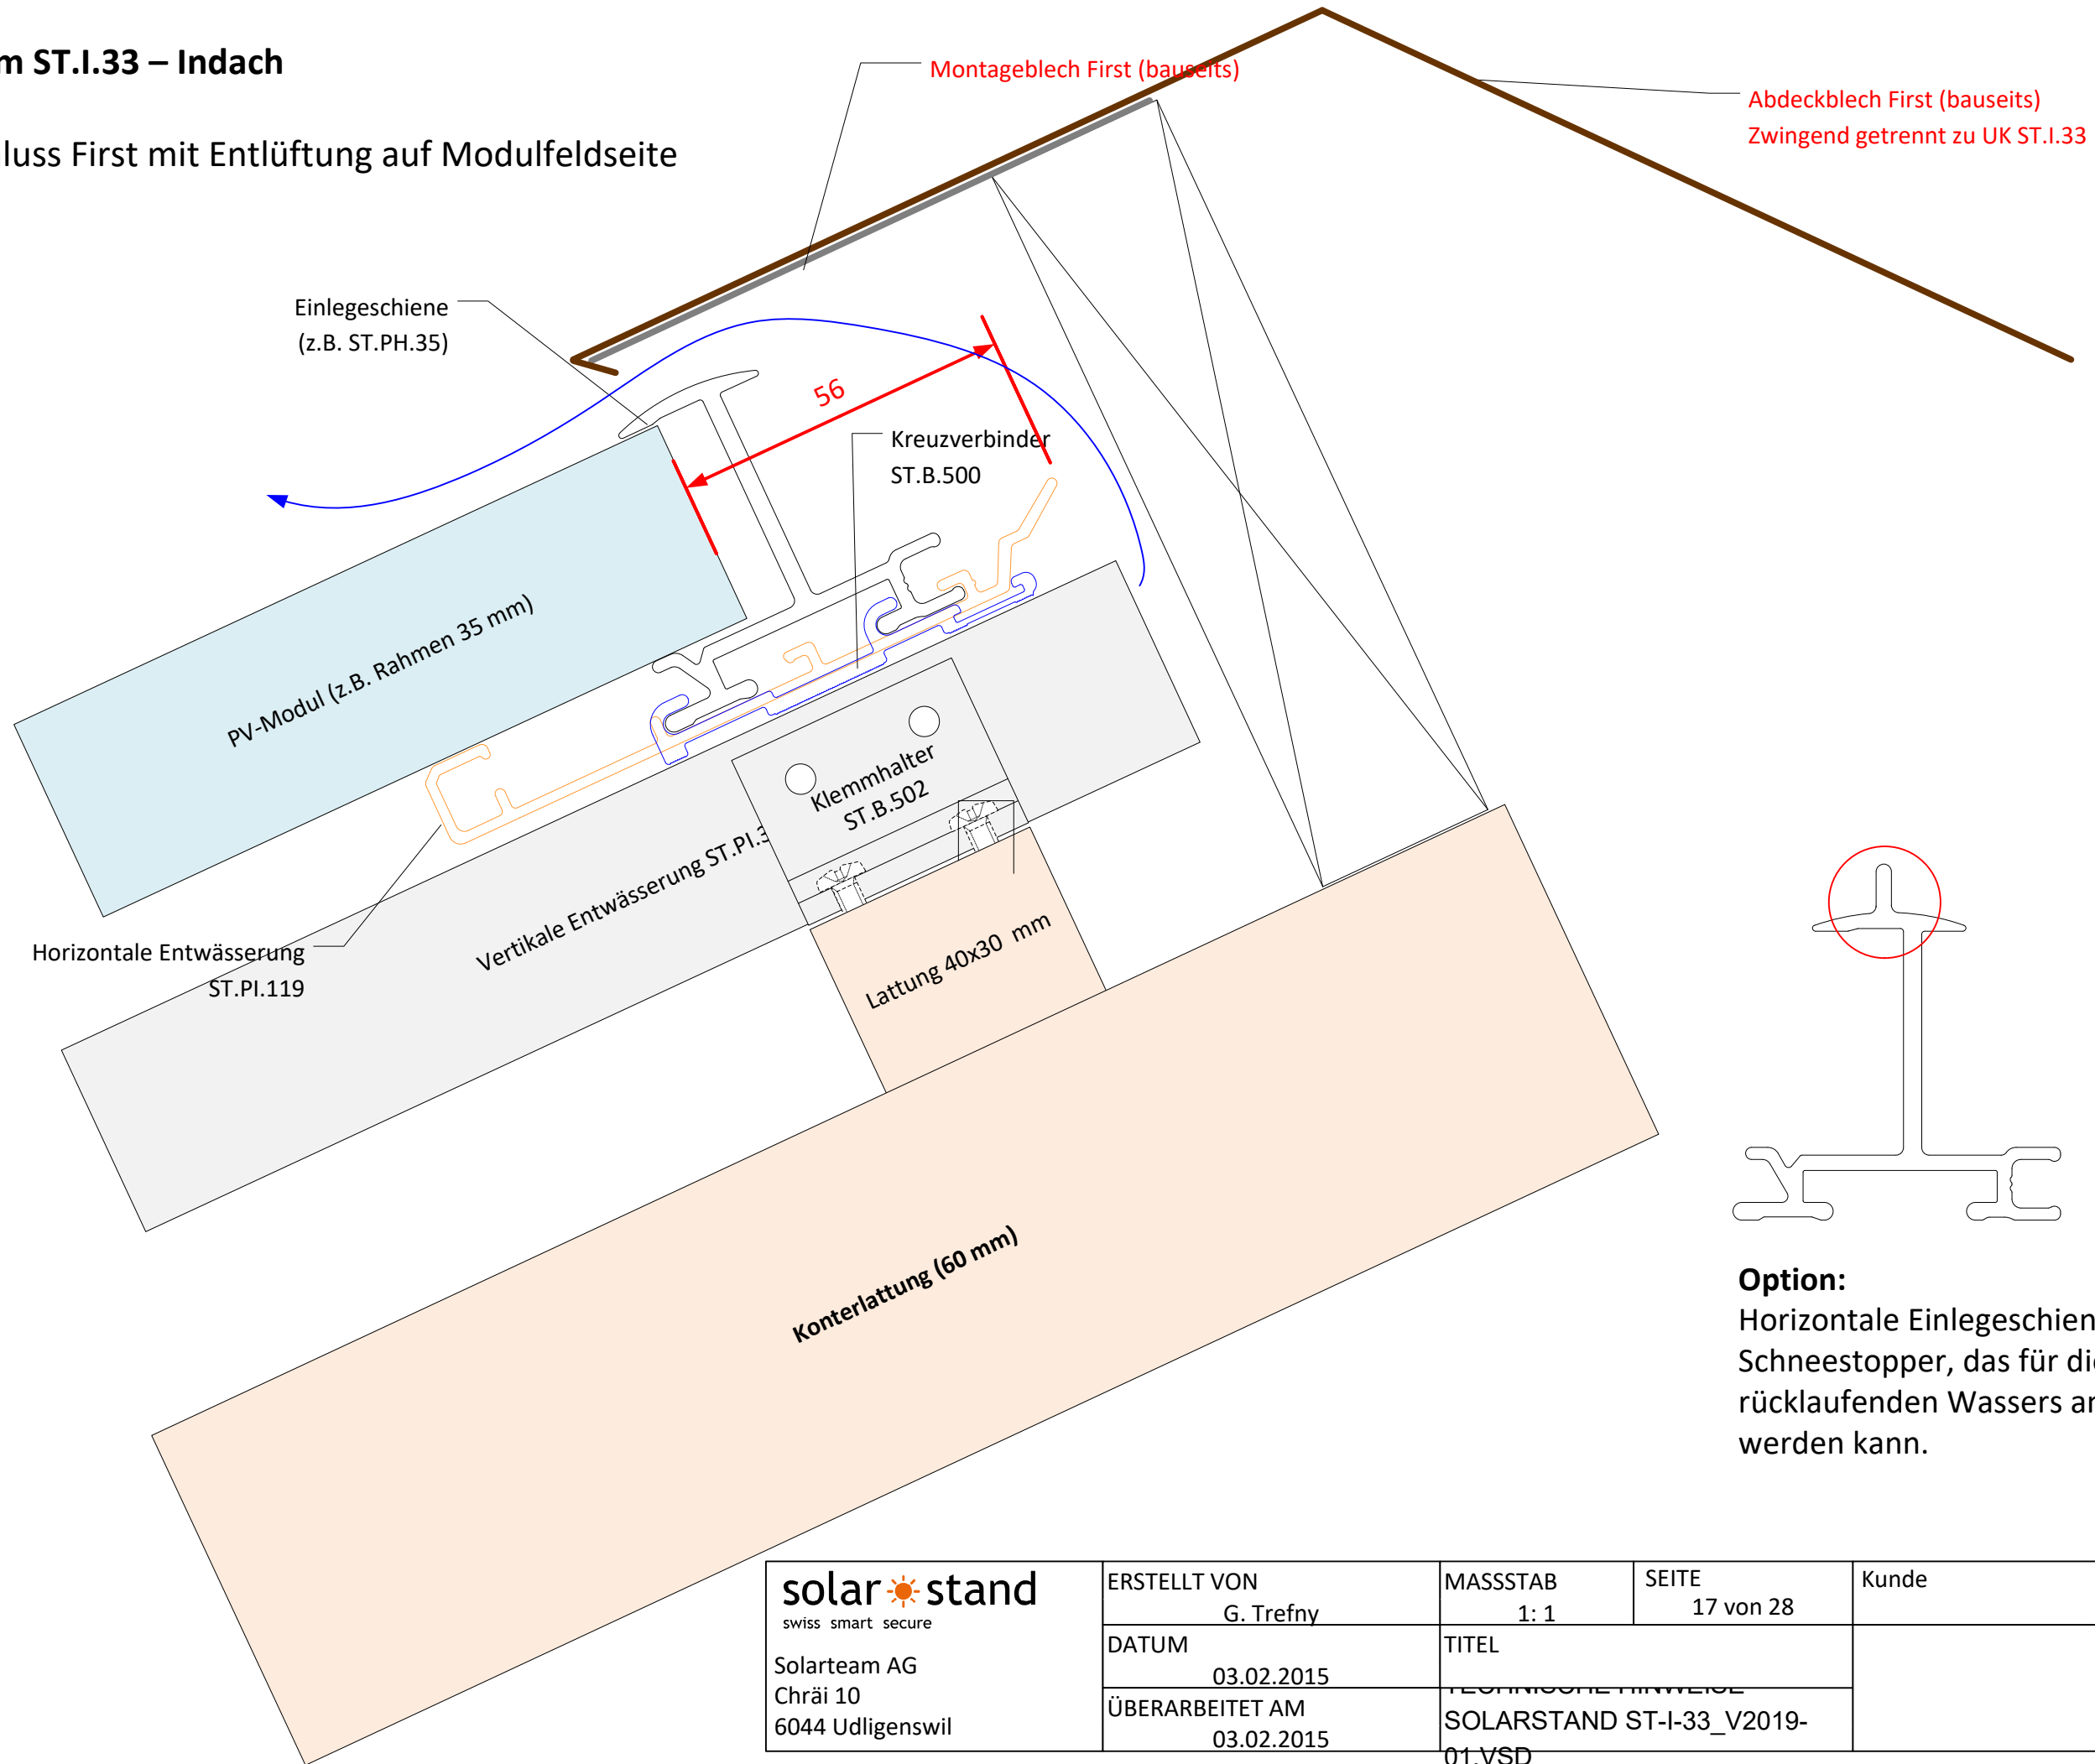 m ST.I.33 – Indach
luss First mit Entlüftung auf Modulfeldseite
Montageblech First (bauseits)
Abdeckblech First (bauseits)
Zwingend getrennt zu UK ST.I.33
Einlegeschiene
(z.B. ST.PH.35)
56
Kreuzverbinder
ST.B.500
PV-Modul (z.B. Rahmen 35 mm)
Klemmhalter
ST.B.502
Vertikale Entwässerung ST.PI.3
Horizontale Entwässerung
ST.PI.119
Lattung 40x30 mm
Konterlattung (60 mm)
Option:
Horizontale Einlegeschien
Schneestopper, das für die
rücklaufenden Wassers
werden kann.
solar stand
swiss smart secure
Solarteam AG
Chräi 10
6044 Udligenswil
ERSTELLT VON
G. Trefny
MASSSTAB
1: 1
SEITE
17 von 28
Kunde
DATUM
03.02.2015
TITEL
TECHNISCHE HINWEISE
SOLARSTAND ST-I-33_V2019-
01.VSD
ÜBERARBEITET AM
03.02.2015